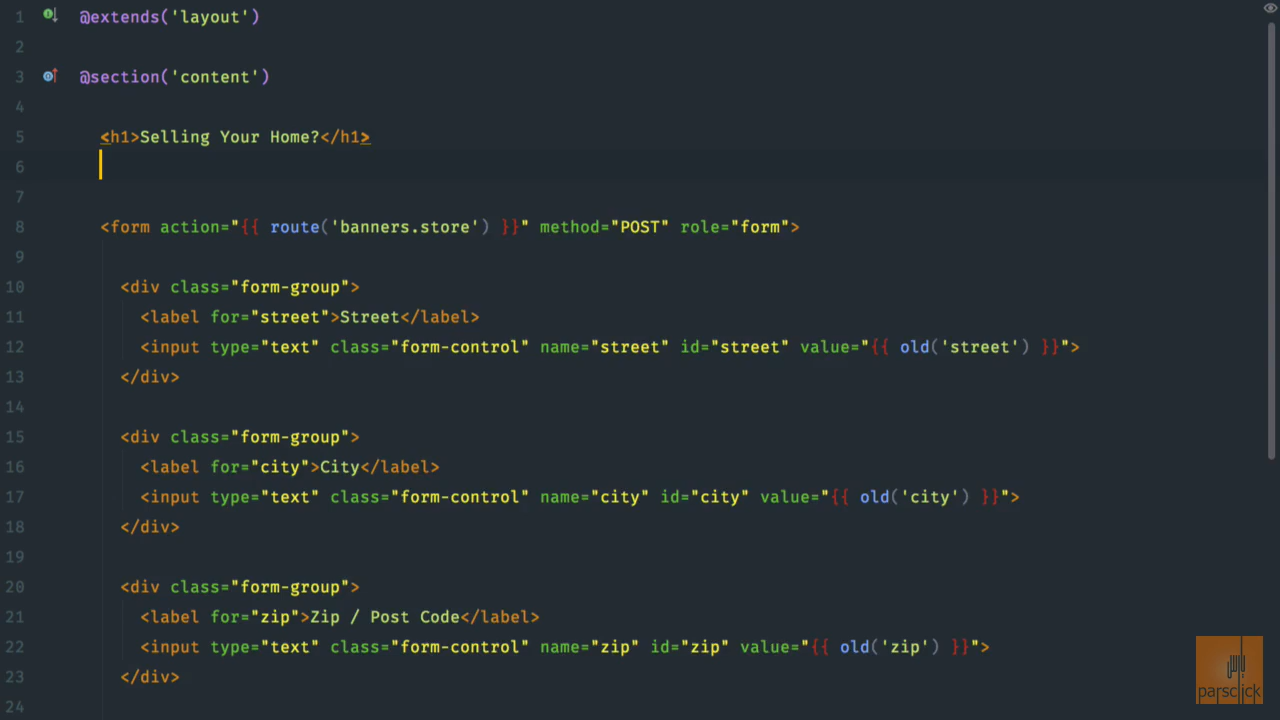 1 @extends('layout')
2
3 @section('content')
4
5 <h1>Selling Your Home?</h1>
6
7
8 <form action="{{ route('banners.store') }}" method="POST" role="form">
9
10 <div class="form-group">
11 <label for="street">Street</label>
12 <input type="text" class="form-control" name="street" id="street" value="{{ old('street') }}">
13 </div>
14
15 <div class="form-group">
16 <label for="city">City</label>
17 <input type="text" class="form-control" name="city" id="city" value="{{ old('city') }}">
18 </div>
19
20 <div class="form-group">
21 <label for="zip">Zip / Post Code</label>
22 <input type="text" class="form-control" name="zip" id="zip" value="{{ old('zip') }}">
23 </div>
24
parsclick